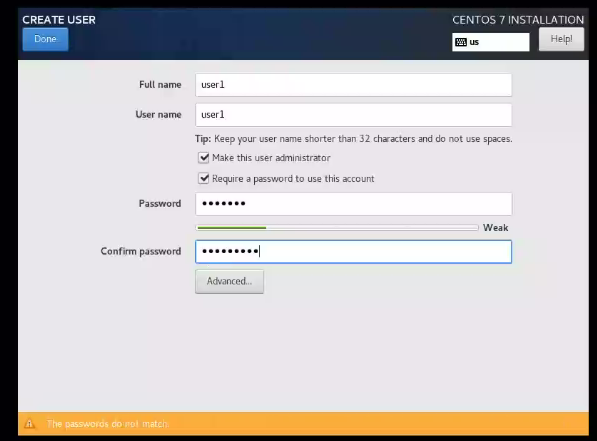 CREATE USER
CENTOS 7 INSTALLATION
Done
us
Help!
Full name
user1
User name
user1
Tip: Keep your user name shorter than 32 characters and do not use spaces.
Make this user administrator
Require a password to use this account
Password
•••••••
Weak
Confirm password
•••••••••
Advanced...
The passwords do not match.